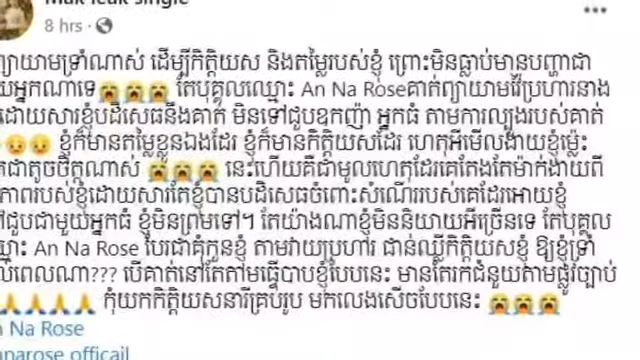 Mak leak single
8 hrs ·
ព្យាយាមទ្រាំណាស់ ដើម្បីកិត្តិយស និងតម្លៃរបស់ខ្ញុំ ព្រោះមិនធ្លាប់មានបញ្ហាជា
យអ្នកណាទេ😭😭😭 តែបុគ្គលឈ្មោះ An Na Roseគាត់ព្យាយាមវៃប្រហារនាង
ដោយសារខ្ញុំបដិសេធនឹងគាត់ មិនទៅជួបឧកញ៉ា អ្នកធំ តាមការល្បួងរបស់គាត់
😔😔 ខ្ញុំក៏មានតម្លៃខ្លួនឯងដែរ ខ្ញុំក៏មានកិត្តិយសដែរ ហេតុអីមើលងាយខ្ញុំម្ល៉េះ
តជាតូចចិត្តណាស់ 😭😭😭 នេះហើយគឺជាមូលហេតុដែរគេតែងតែម៉ាក់ងាយពី
ភាពរបស់ខ្ញុំដោយសារតែខ្ញុំបានបដិសេធចំពោះសំណើររបស់គេដែរអោយខ្ញុំ
ៅជួបជាមួយអ្នកធំ ខ្ញុំមិនព្រមទៅ។ តែយ៉ាងណាខ្ញុំមិននិយាយអីច្រើនទេ តែបុគ្គល
ឈ្មោះ An Na Rose បែរជាគុំកួនខ្ញុំ តាមវាយប្រហារ ជាន់ឈ្លីកិត្តិយសខ្ញុំ ឱ្យខ្ញុំទ្រាំ
ល់ពេលណា??? បើគាត់នៅតែតាមធ្វើបាបខ្ញុំបែបនេះ មានតែរកជំនួយតាមផ្លូវច្បាប់
🙏🙏🙏🙏 កុំយកកិត្តិយសនារីគ្រប់រូប មកលេងសើចបែបនេះ 😭😭😭
n Na Rose
narose officail